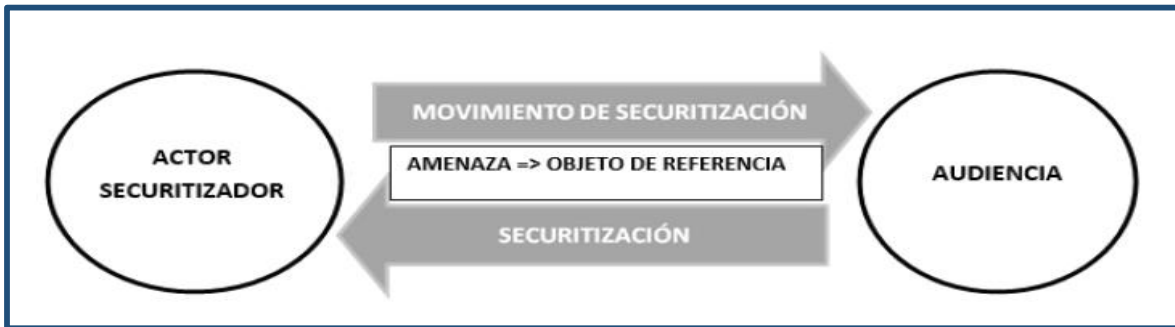 ACTOR
SECURITIZADOR
MOVIMIENTO DE SECURITIZACIÓN
AMENAZA => OBJETO DE REFERENCIA
SECURITIZACIÓN
AUDIENCIA